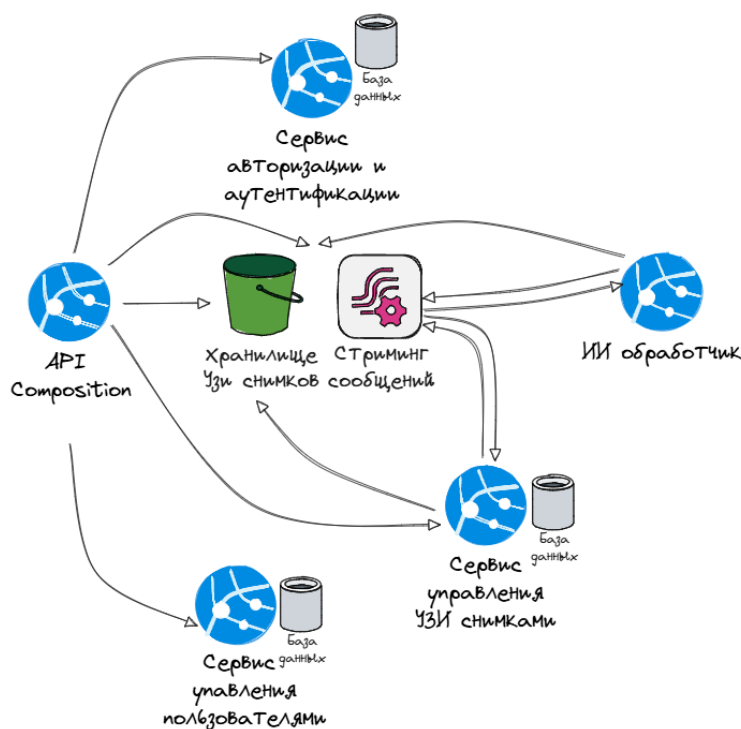 База
данных
Сервис
авторизации и
аутентификации
API
Composition
Хранилище
Узи снимков
Стриминг
сообщений
ИИ обработчик
База
данных
Сервис
управления
УЗИ снимками
База
данных
Сервис
упавления
пользователями